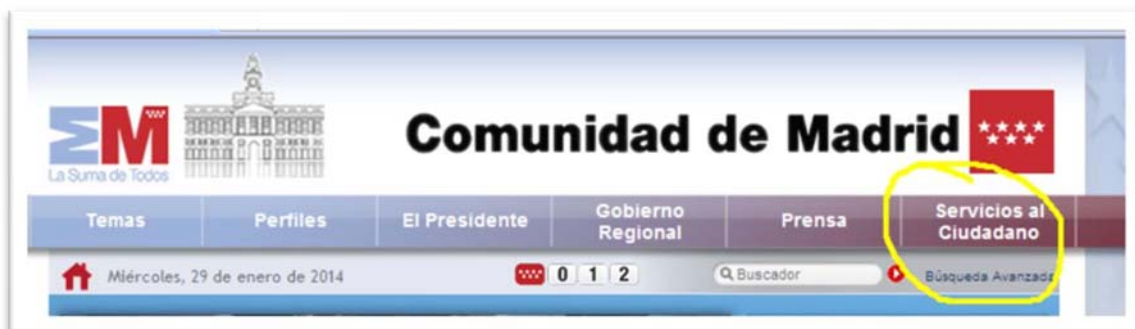 ΣM
La Suma de Todos
Comunidad de Madrid
Temas
Perfiles
El Presidente
Gobierno
Regional
Prensa
Servicios al
Ciudadano
Miércoles, 29 de enero de 2014
0 1 2
Buscador
Búsqueda Avanzada